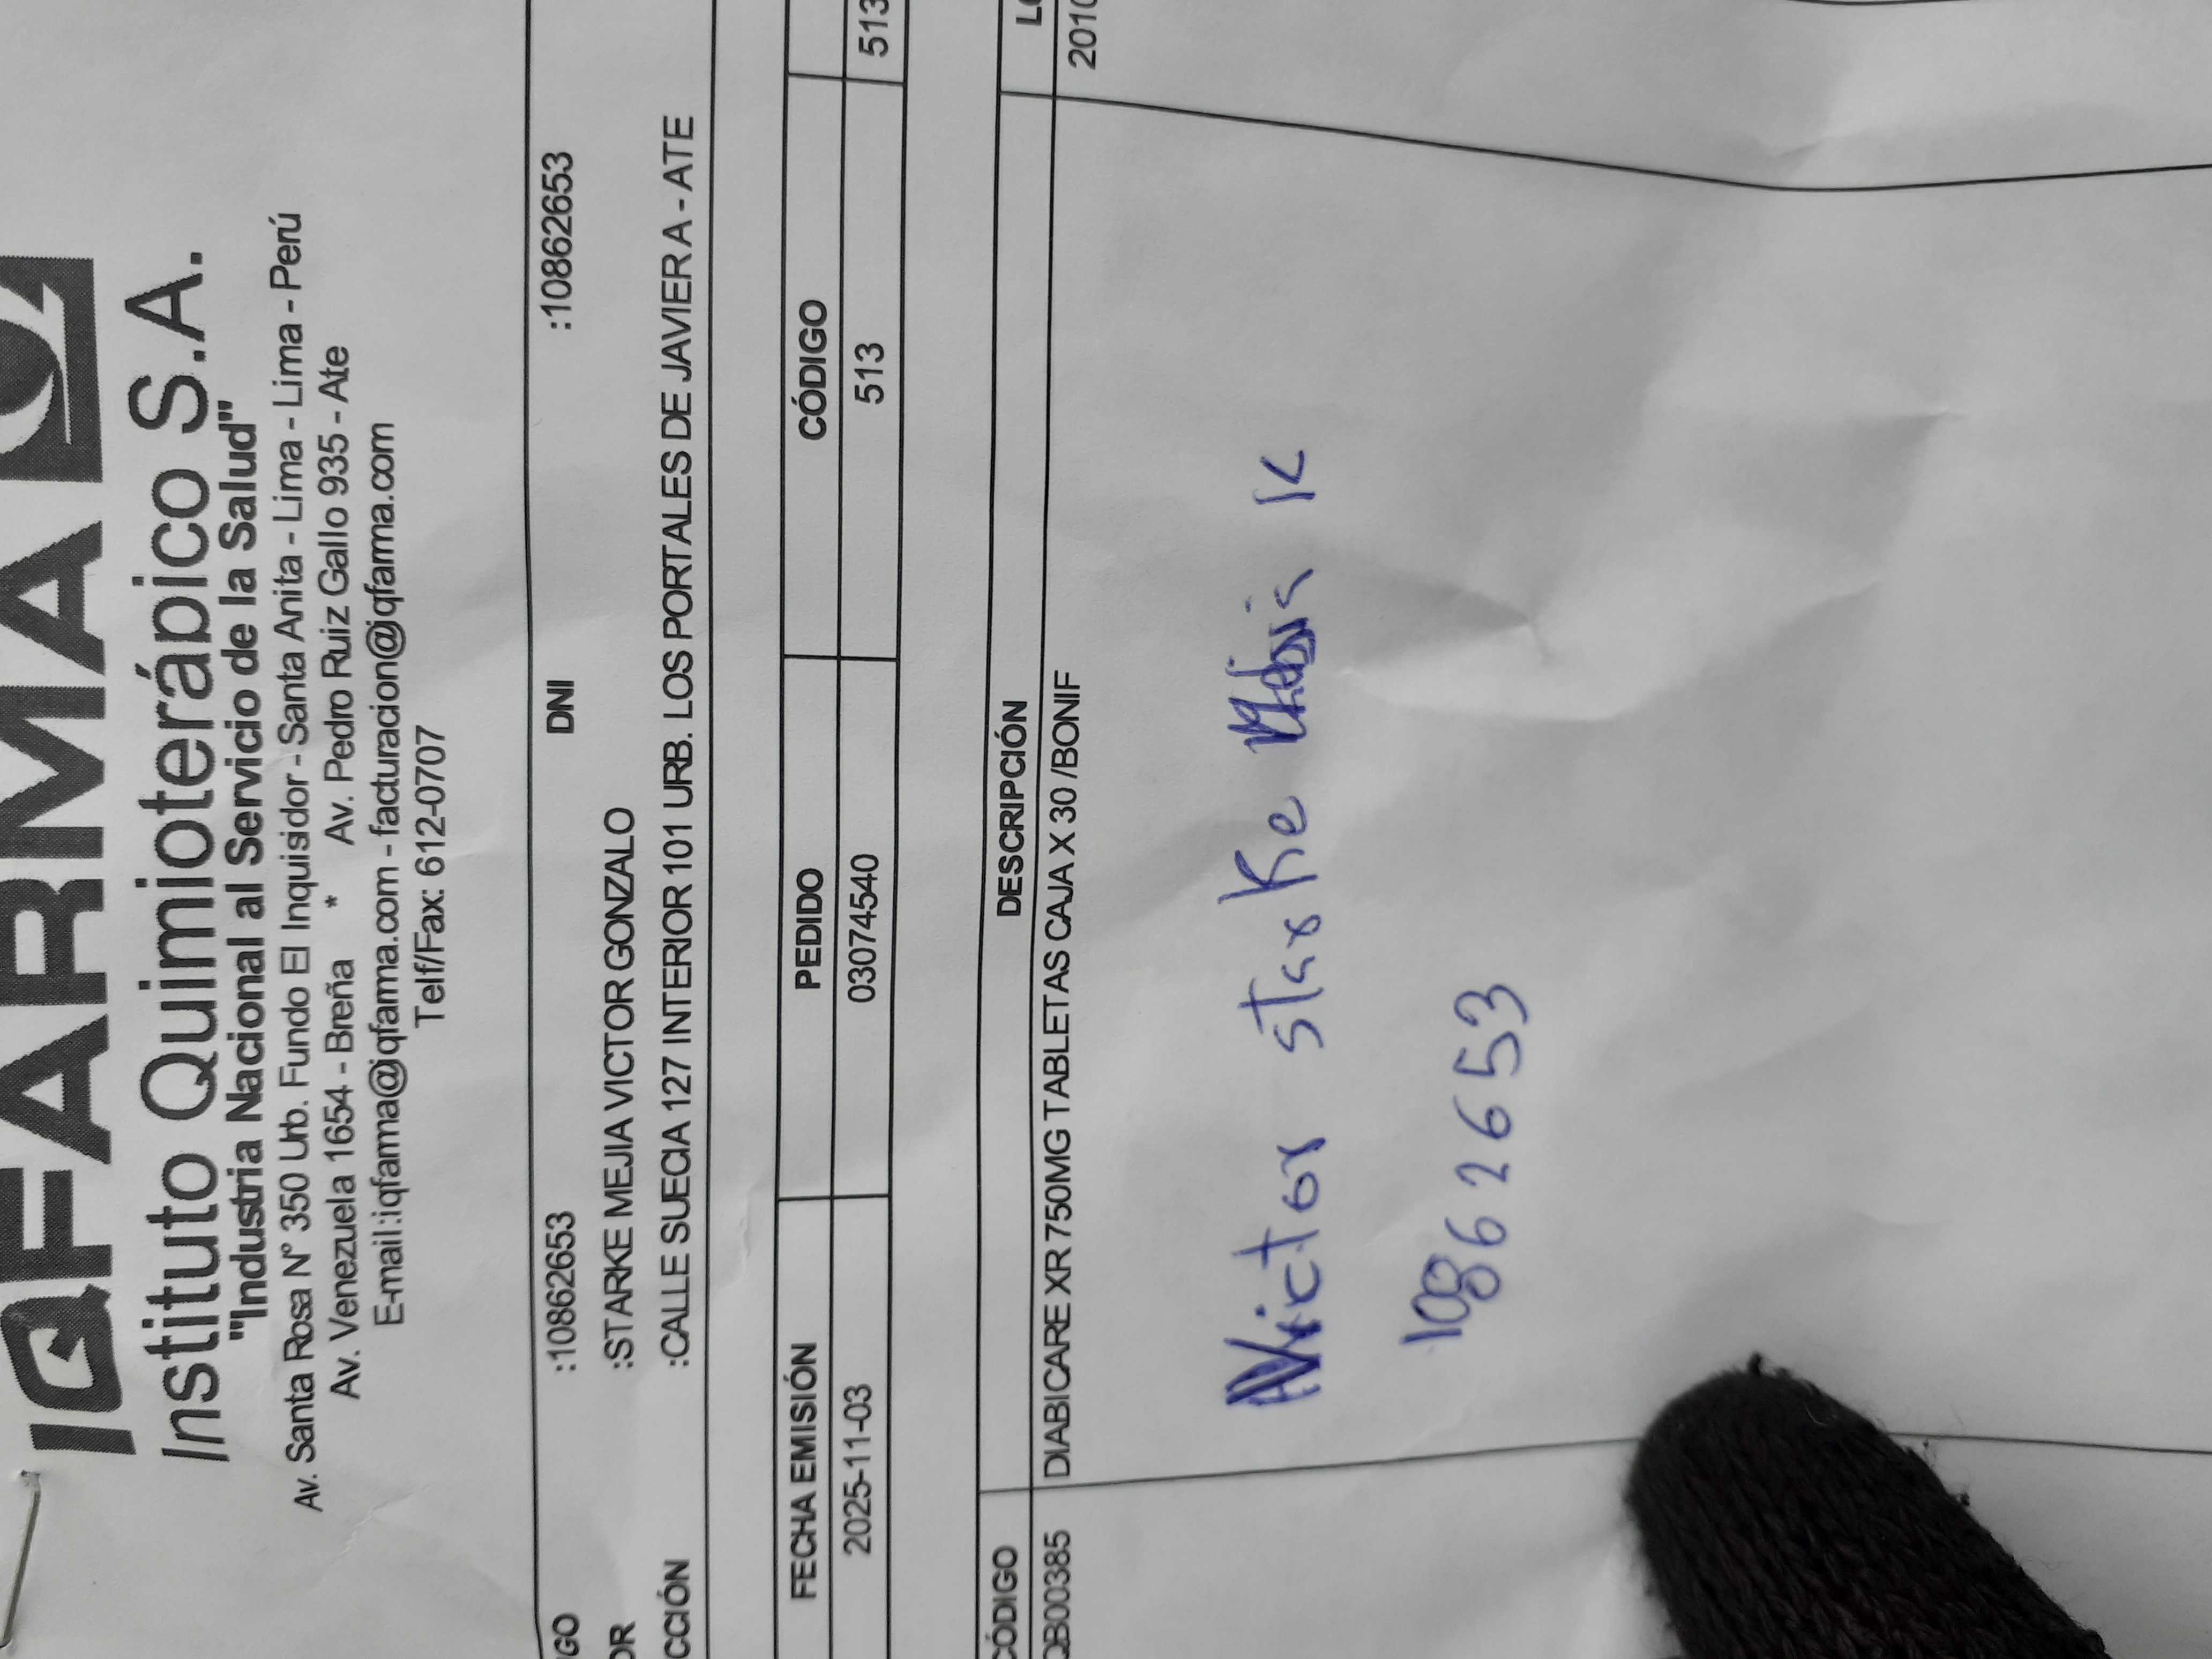 IQFARMA
Instituto Quimioterápico S.A.
"Industria Nacional al Servicio de la Salud"
Av. Santa Rosa Nº 350 Urb. Fundo El Inquisidor - Santa Anita - Lima - Lima - Perú
Av. Venezuela 1654 - Breña * Av. Pedro Ruiz Gallo 935 - Ate
E-mail:iqfarma@iqfarma.com - facturacion@iqfarma.com
Telf/Fax: 612-0707
IGO :10862653 DNI :10862653
OR :STARKE MEJIA VICTOR GONZALO
CCIÓN :CALLE SUECIA 127 INTERIOR 101 URB. LOS PORTALES DE JAVIER A - ATE
FECHA EMISIÓN PEDIDO CÓDIGO
2025-11-03 03074540 513 513
CÓDIGO DESCRIPCIÓN LO
QB00385 DIABICARE XR 750MG TABLETAS CAJA X 30 /BONIF 2010
Victor Starke
10862653